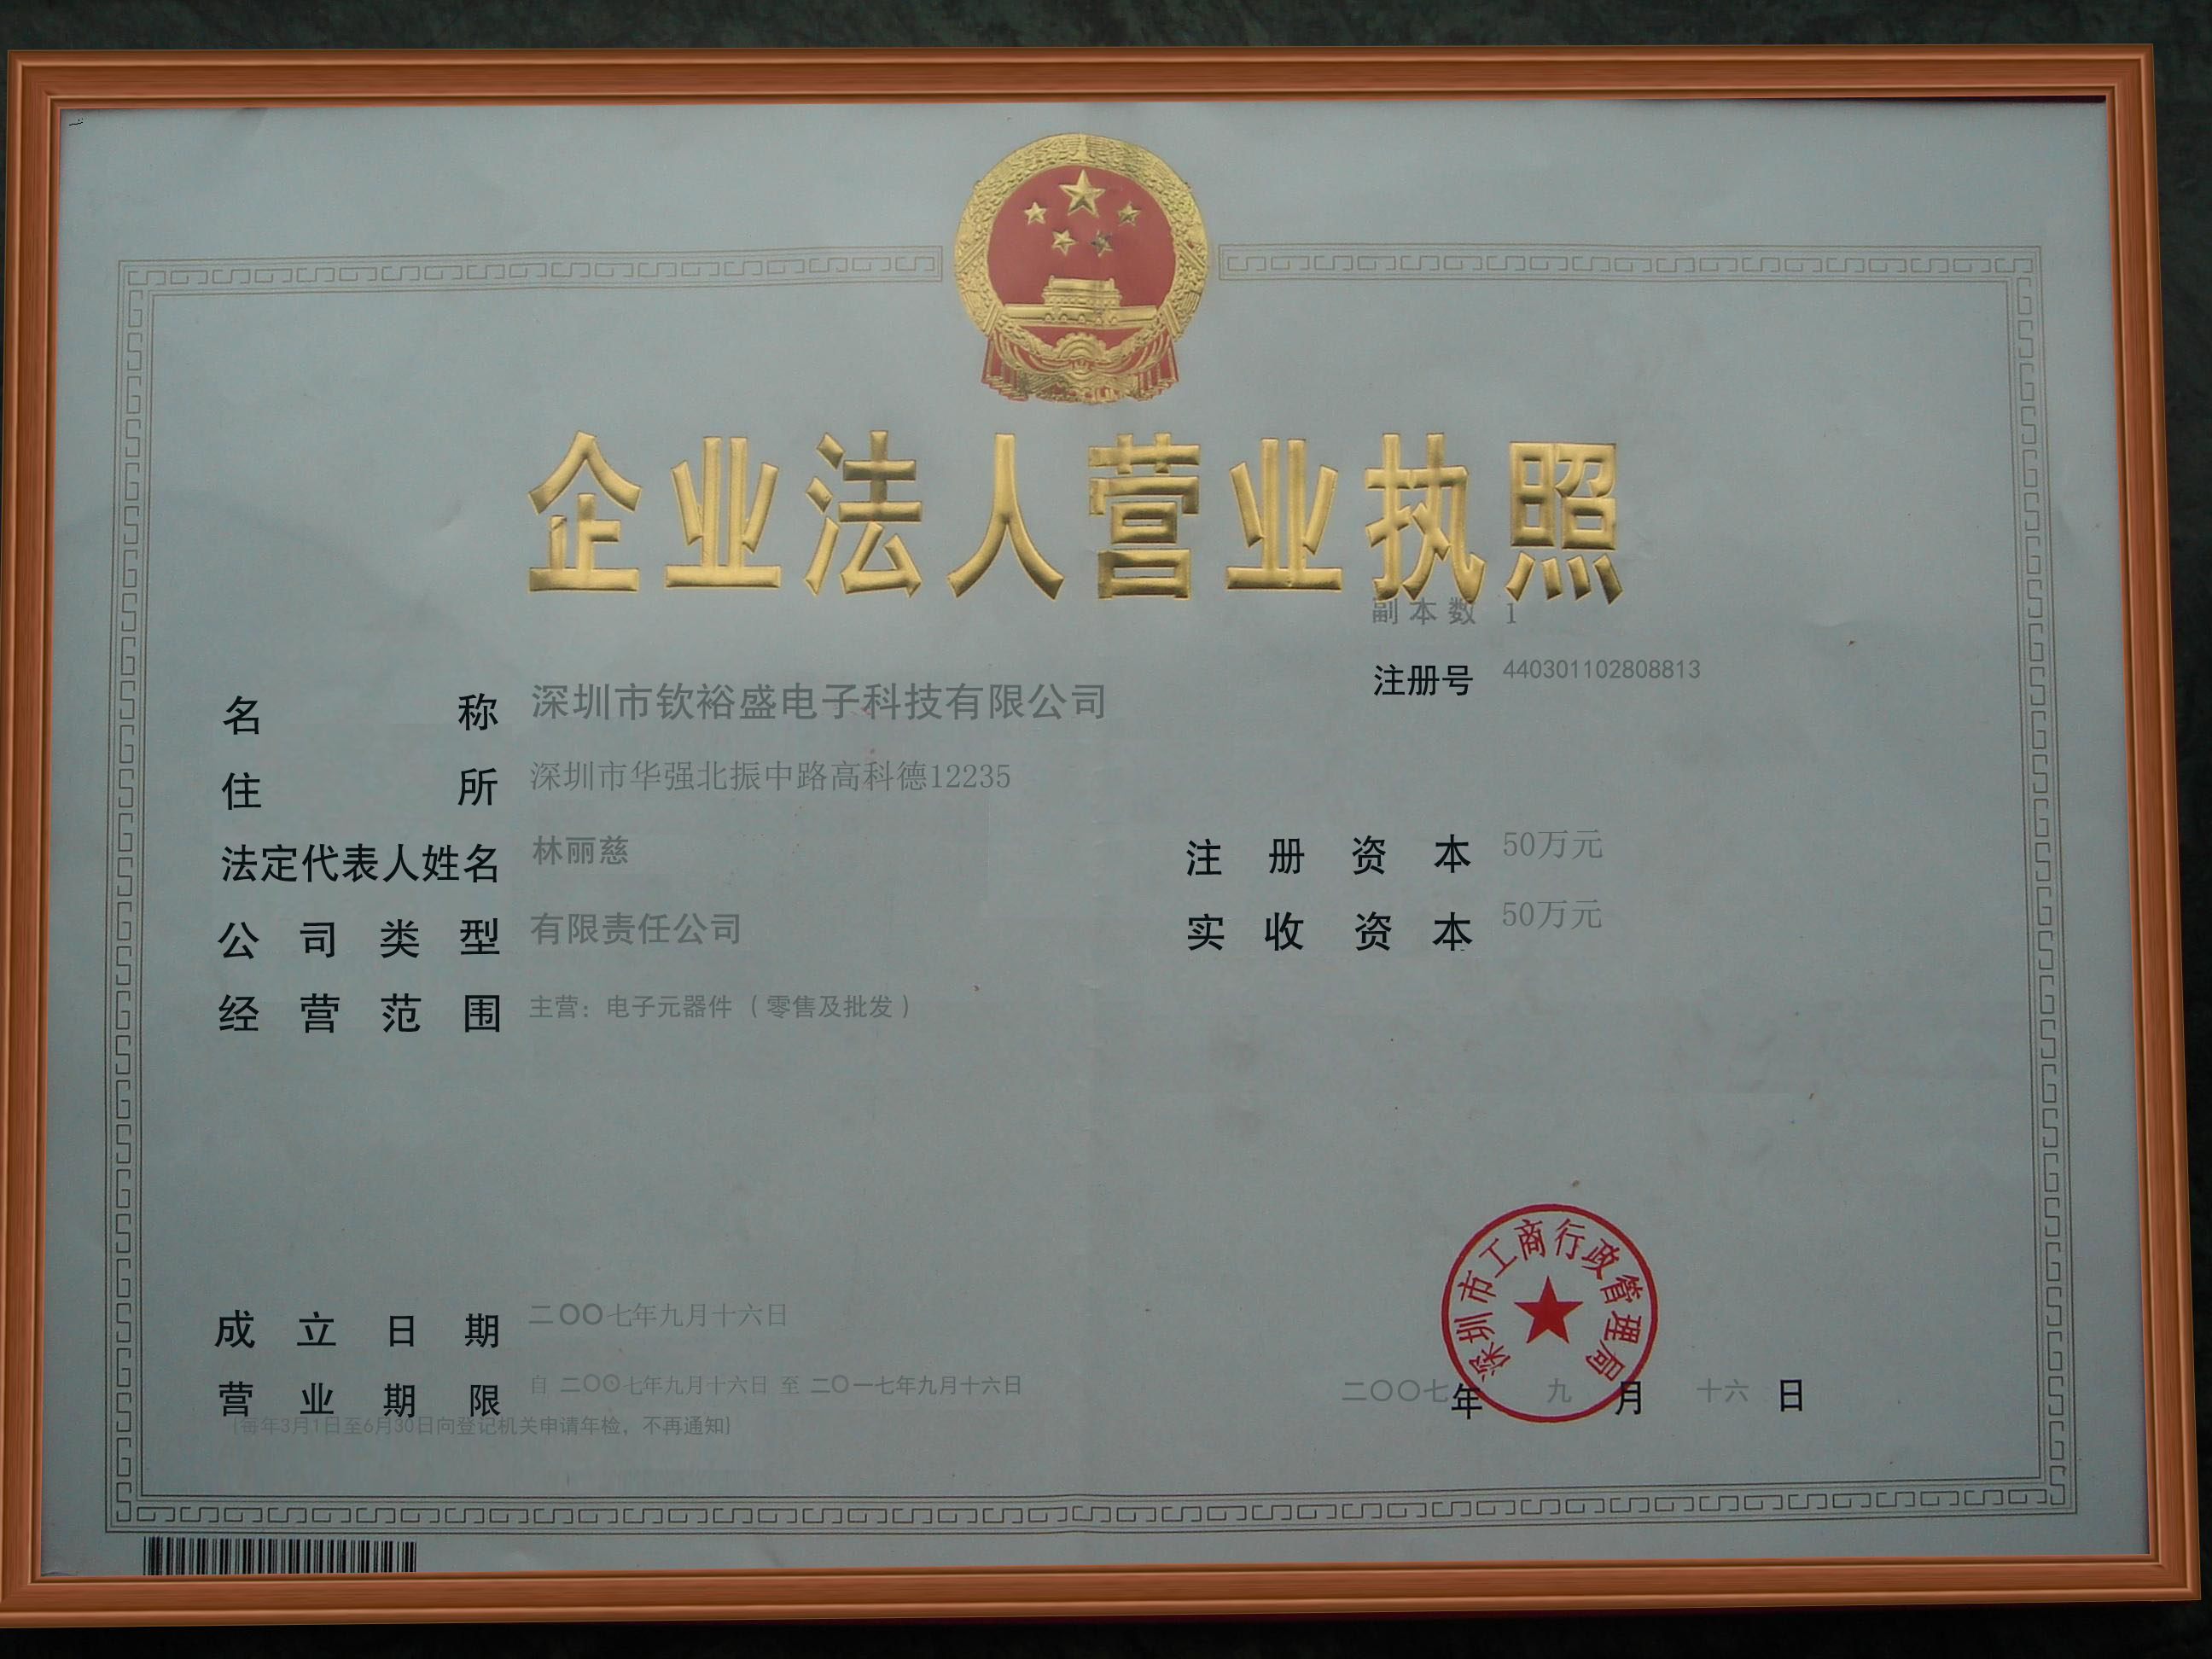 企业法人营业执照
副本数 1
注册号 440301102808813
名称 深圳市钦裕盛电子科技有限公司
住所 深圳市华强北振中路高科德12235
法定代表人姓名 林丽慈
注册资本 50万元
公司类型 有限责任公司
实收资本 50万元
经营范围 主营：电子元器件（零售及批发）
深圳市工商行政管理局
成立日期 二〇〇七年九月十六日
营业期限 自 二〇〇七年九月十六日 至 二〇一七年九月十六日
二〇〇七年 九 月 十六 日
(每年3月1日至6月30日向登记机关申请年检，不再通知)